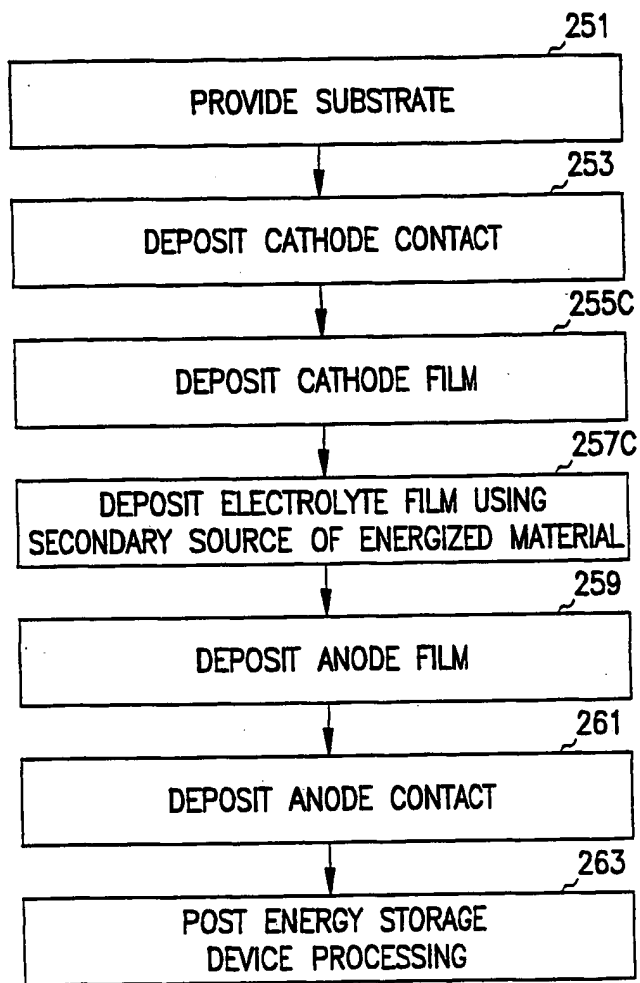 251
PROVIDE SUBSTRATE
253
DEPOSIT CATHODE CONTACT
255C
DEPOSIT CATHODE FILM
257C
DEPOSIT ELECTROLYTE FILM USING
SECONDARY SOURCE OF ENERGIZED MATERIAL
259
DEPOSIT ANODE FILM
261
DEPOSIT ANODE CONTACT
263
POST ENERGY STORAGE
DEVICE PROCESSING